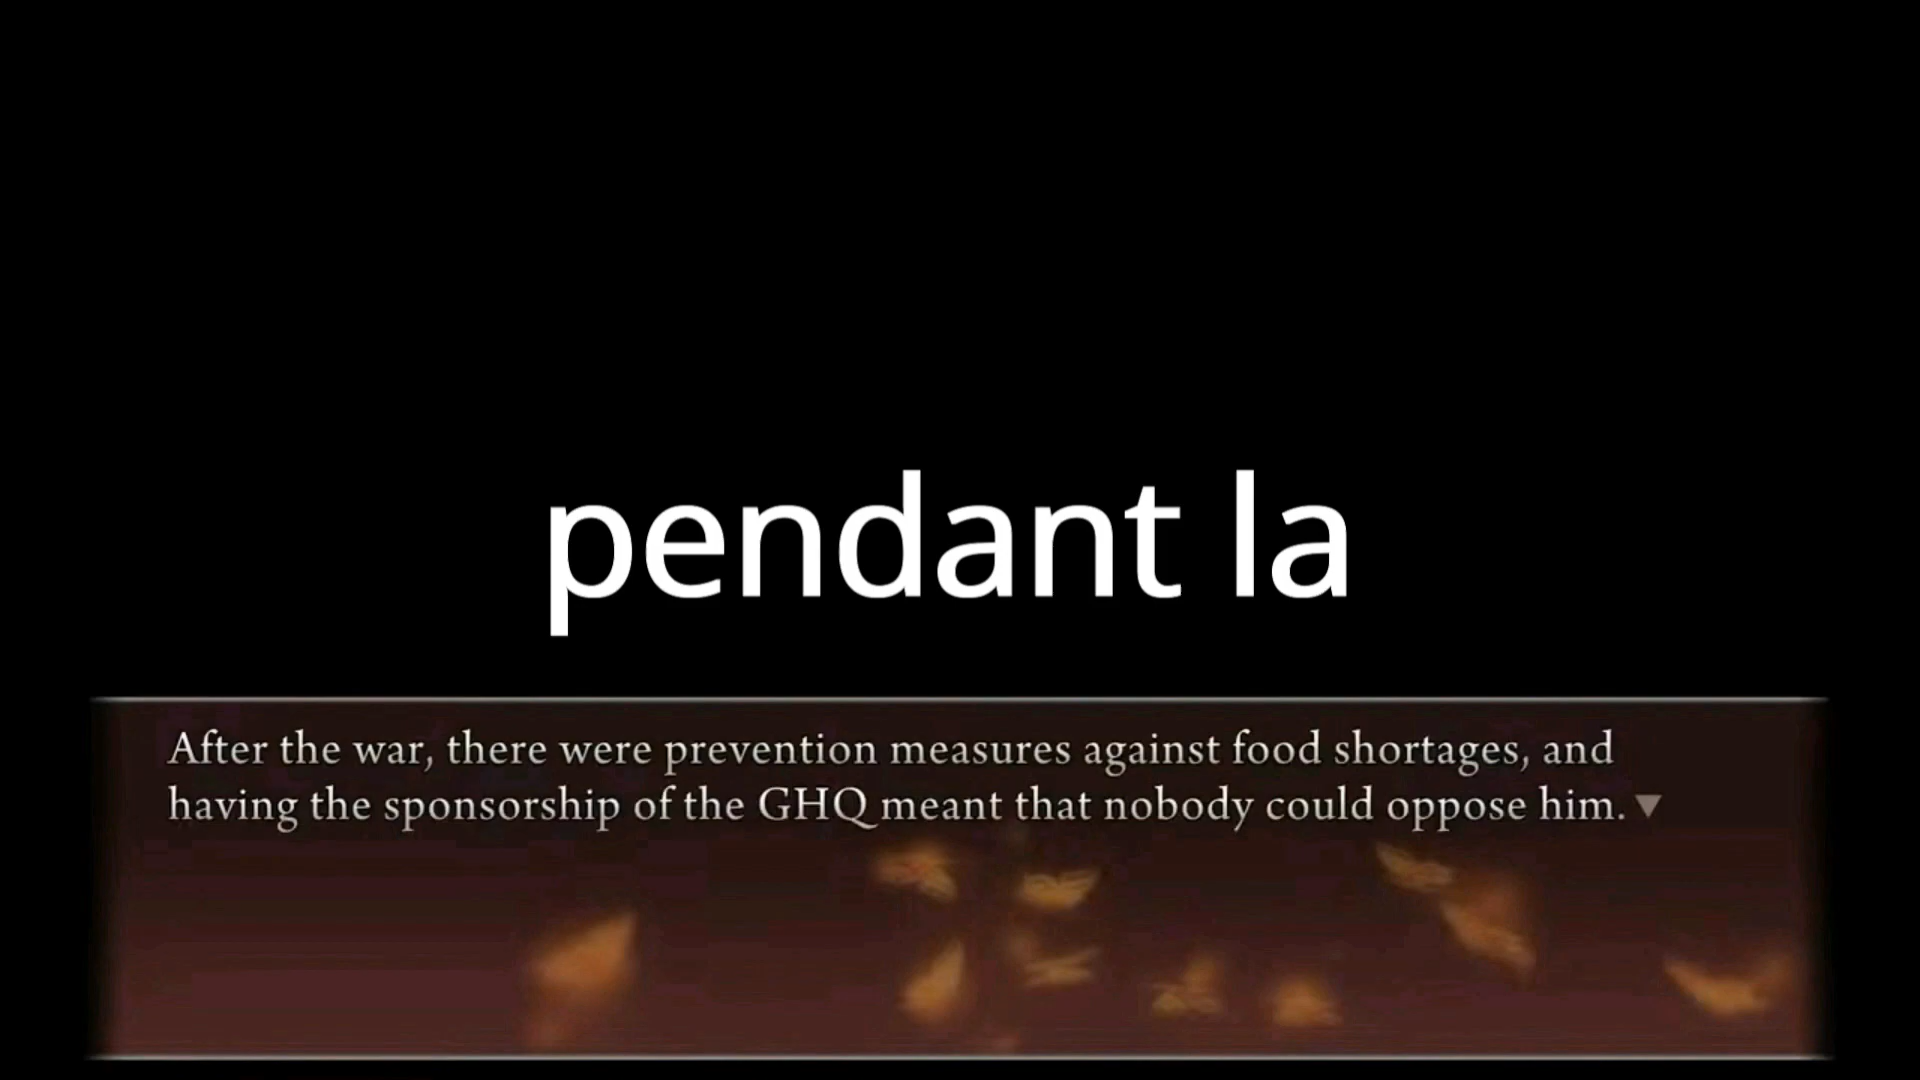 pendant la
After the war, there were prevention measures against food shortages, and
having the sponsorship of the GHQ meant that nobody could oppose him.